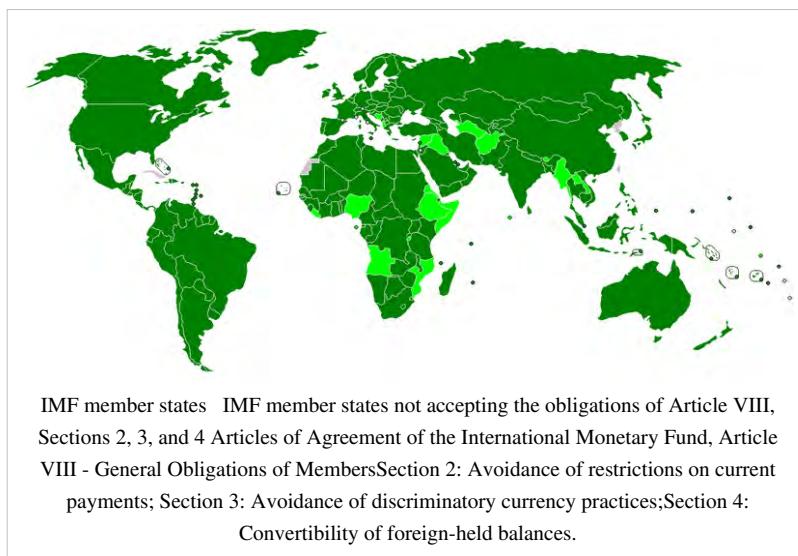 IMF member states IMF member states not accepting the obligations of Article VIII,
Sections 2, 3, and 4 Articles of Agreement of the International Monetary Fund, Article
VIII - General Obligations of MembersSection 2: Avoidance of restrictions on current
payments; Section 3: Avoidance of discriminatory currency practices;Section 4:
Convertibility of foreign-held balances.